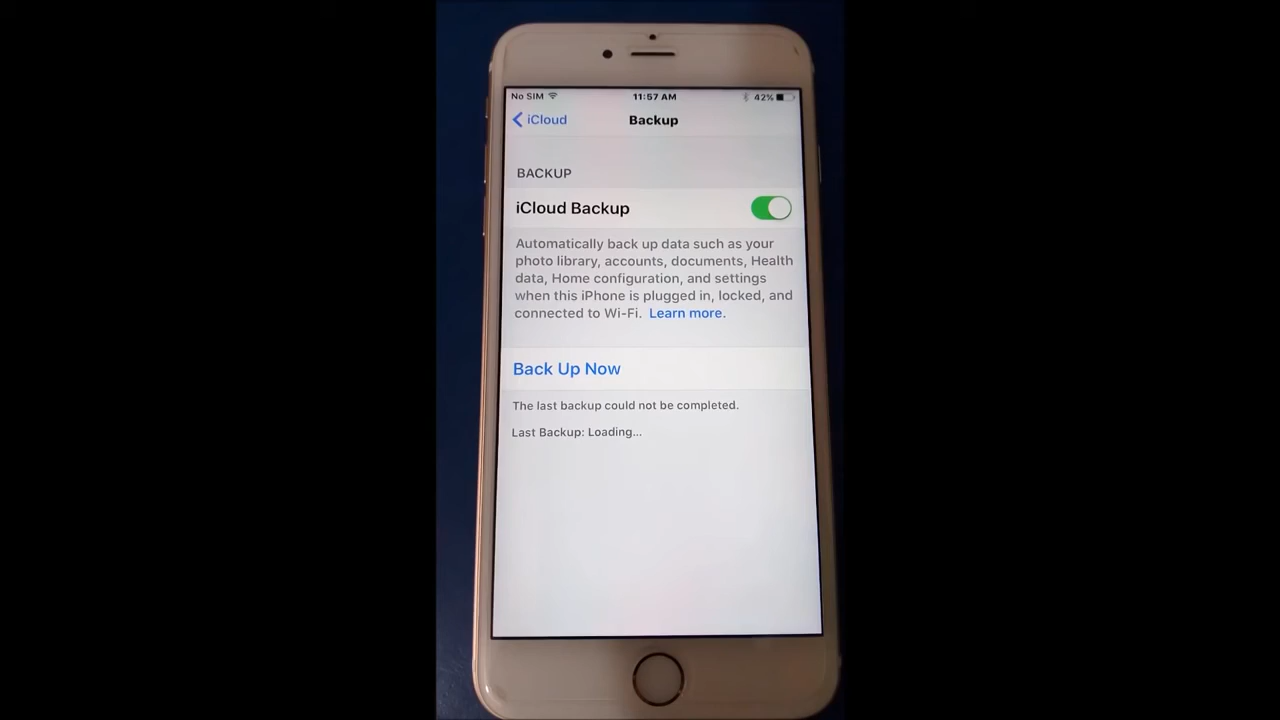 No SIM 11:57 AM 42%
iCloud Backup
BACKUP
iCloud Backup
Automatically back up data such as your
photo library, accounts, documents, Health
data, Home configuration, and settings
when this iPhone is plugged in, locked, and
connected to Wi-Fi. Learn more.
Back Up Now
The last backup could not be completed.
Last Backup: Loading...